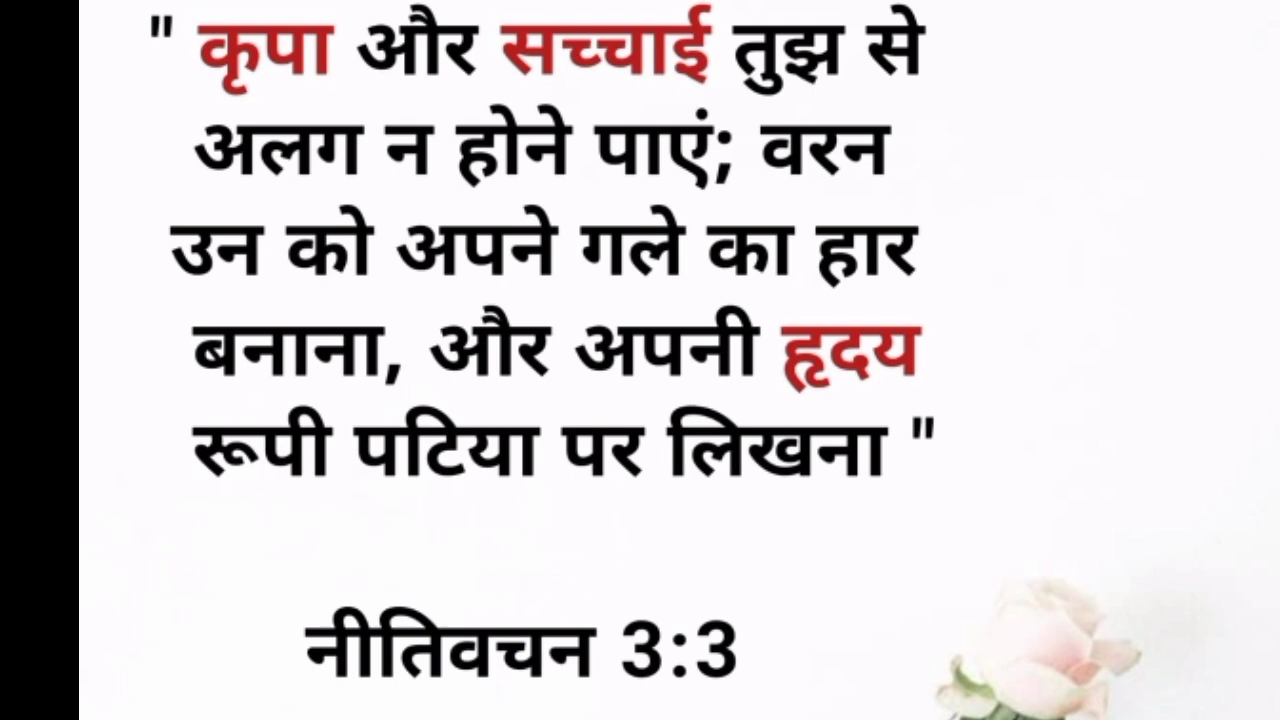 " कृपा और सच्चाई तुझ से
अलग न होने पाएं; वरन
उन को अपने गले का हार
बनाना, और अपनी हृदय
रूपी पटिया पर लिखना "
नीतिवचन 3:3